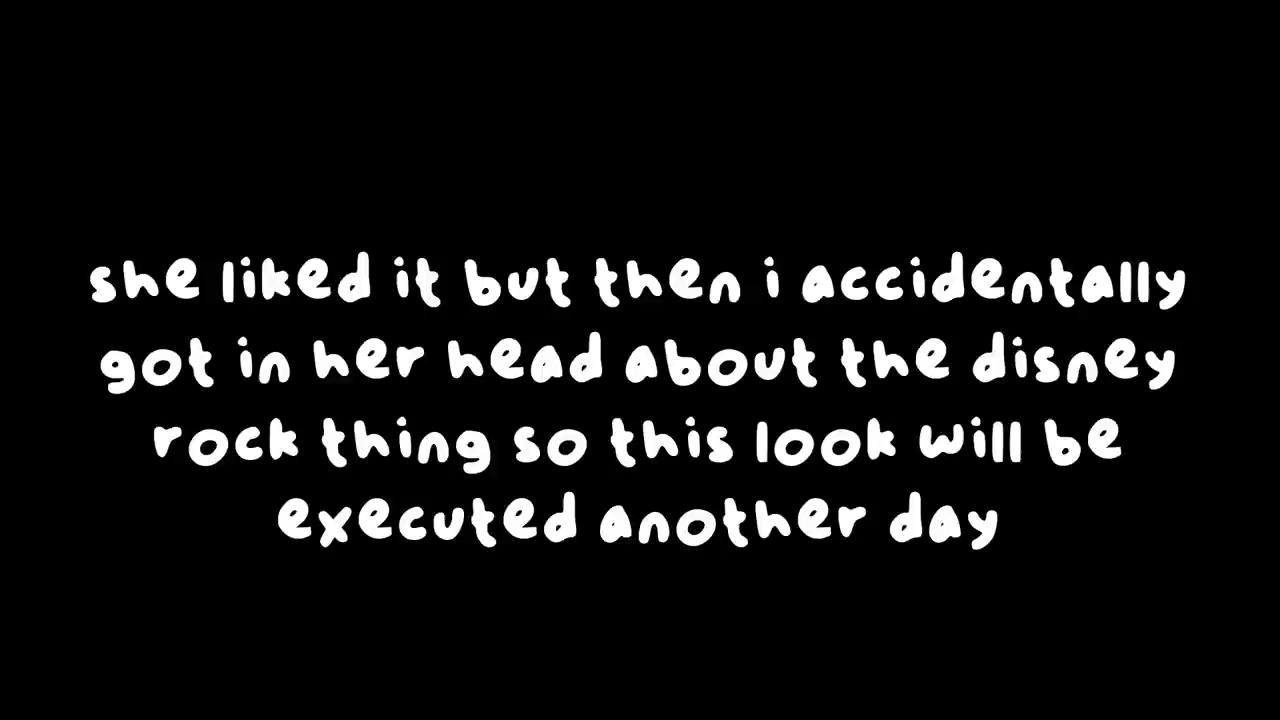 she liked it but then i accidentally
got in her head about the disney
rock thing so this look will be
executed another day